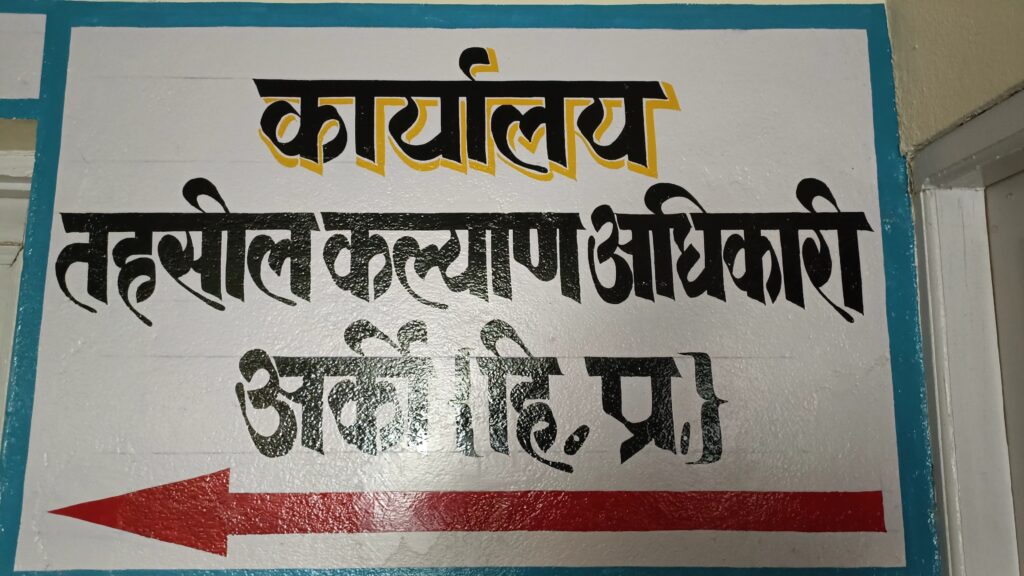 कार्यालय
तहसील कल्याण अधिकारी
अर्की {हि. प्र.}